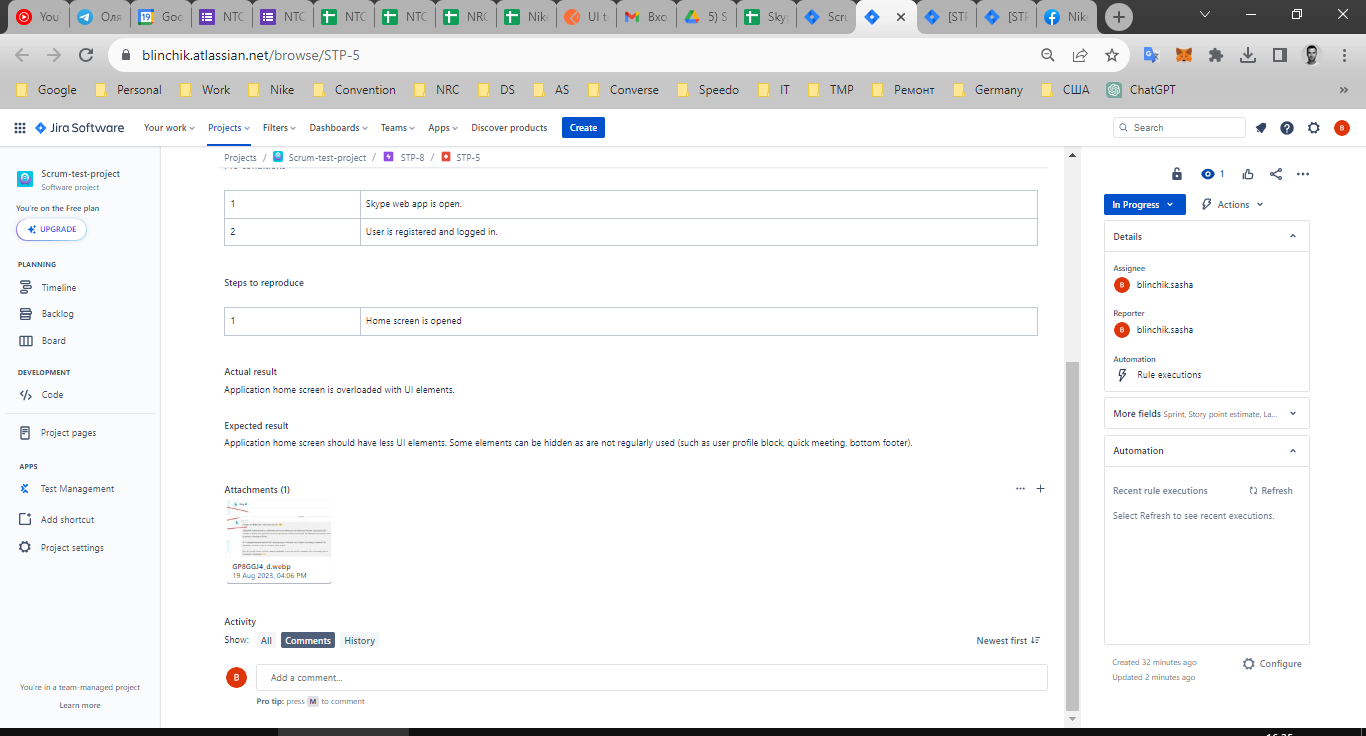 You
Оля
19
Goo
NTC
NTC
NTC
NTC
NRC
Nike
UI t
Вхо
5) S
Sky
Scru
[STP
[STP
Nike
blinchik.atlassian.net/browse/STP-5
Google Personal Work Nike Convention NRC DS AS Converse Speedo IT TMP Ремонт Germany США ChatGPT »
Jira Software Your work Projects Filters Dashboards Teams Apps Discover products Create Search B
Projects / Scrum-test-project / STP-8 / STP-5
Scrum-test-project
Software project
You're on the Free plan
UPGRADE
PLANNING
Timeline
Backlog
Board
DEVELOPMENT
Code
Project pages
APPS
Test Management
Add shortcut
Project settings
You're in a team-managed project
Learn more
1 Skype web app is open.
2 User is registered and logged in.
Steps to reproduce
1 Home screen is opened
Actual result
Application home screen is overloaded with UI elements.
Expected result
Application home screen should have less UI elements. Some elements can be hidden as are not regularly used (such as user profile block, quick meeting, bottom footer).
Attachments (1)
GP8GGJ4_d.webp
19 Aug 2023, 04:06 PM
Activity
Show: All Comments History Newest first
B Add a comment...
Pro tip: press M to comment
1
In Progress Actions
Details
Assignee
B blinchik.sasha
Reporter
B blinchik.sasha
Automation
Rule executions
More fields Sprint, Story point estimate, La...
Automation
Recent rule executions Refresh
Select Refresh to see recent executions.
Created 32 minutes ago Configure
Updated 2 minutes ago